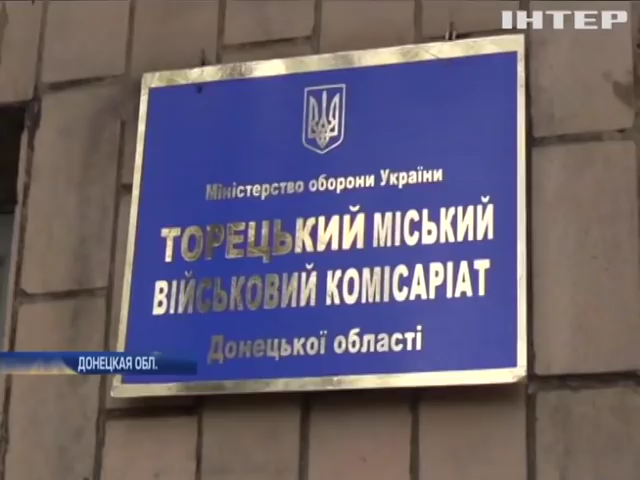 ІНТЕР
Міністерство оборони України
ТОРЕЦЬКИЙ МІСЬКИЙ
ВІЙСЬКОВИЙ КОМІСАРІАТ
Донецької області
ДОНЕЦКАЯ ОБЛ.